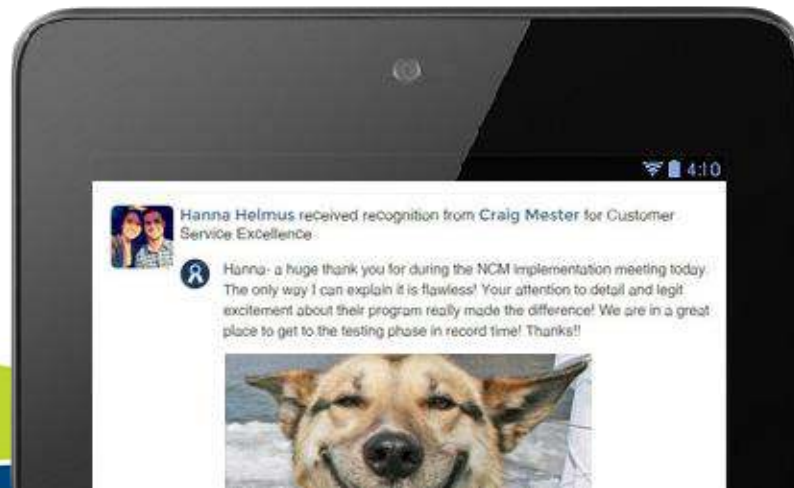 4:10
Hanna Helmus received recognition from Craig Mester for Customer
Service Excellence
Hanna- a huge thank you for during the NCM Implementation meeting today.
The only way I can explain it is flawless! Your attention to detail and legit
excitement about their program really made the difference! We are in a great
place to get to the testing phase in record time! Thanks!!